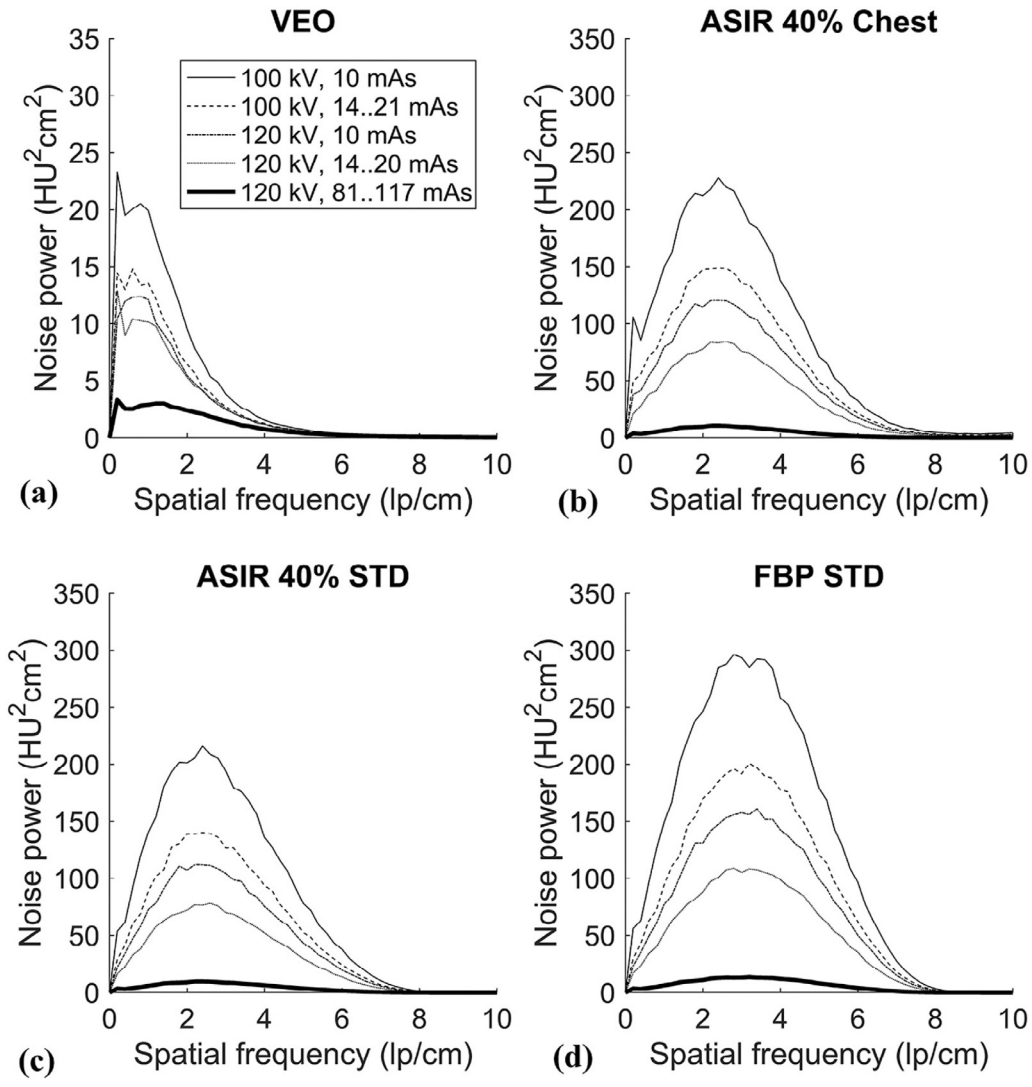 VEO
35
30
25
20
15
10
5
0
Noise power (HU²cm²)
100 kV, 10 mAs
100 kV, 14..21 mAs
120 kV, 10 mAs
120 kV, 14..20 mAs
120 kV, 81..117 mAs
0 2 4 6 8 10
Spatial frequency (lp/cm)
(a)
ASIR 40% Chest
350
300
250
200
150
100
50
0
Noise power (HU²cm²)
0 2 4 6 8 10
Spatial frequency (lp/cm)
(b)
ASIR 40% STD
350
300
250
200
150
100
50
0
Noise power (HU²cm²)
0 2 4 6 8 10
Spatial frequency (lp/cm)
(c)
FBP STD
350
300
250
200
150
100
50
0
Noise power (HU²cm²)
0 2 4 6 8 10
Spatial frequency (lp/cm)
(d)